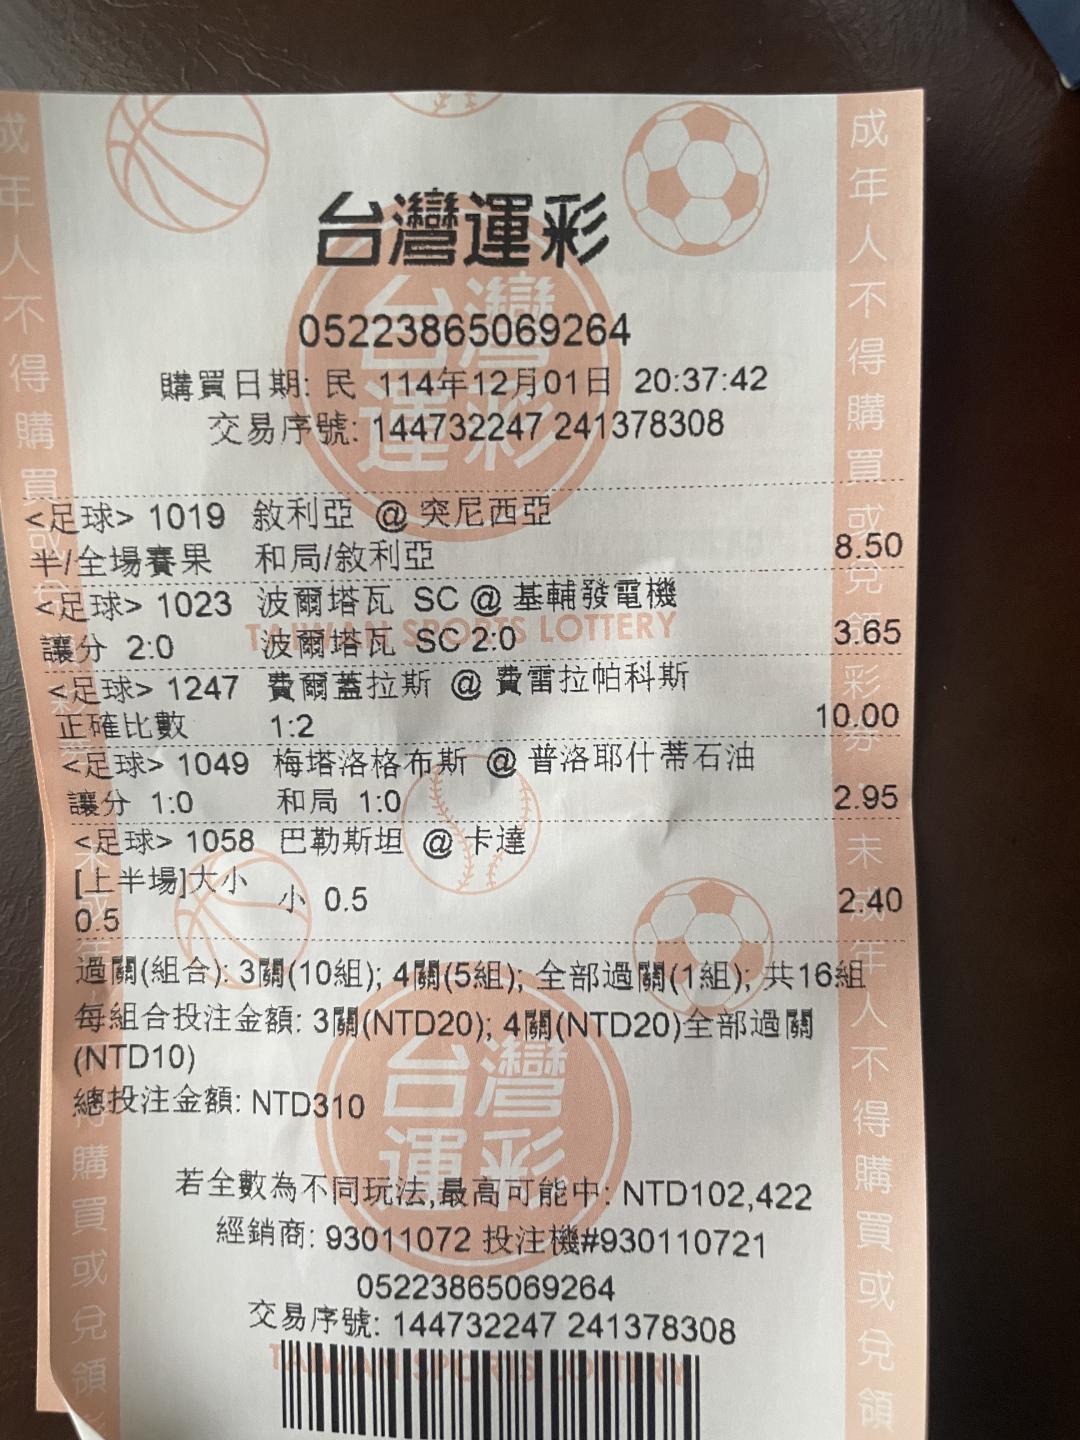 台灣運彩
05223865069264
購買日期: 民 114年12月01日 20:37:42
交易序號: 144732247 241378308
<足球> 1019 敘利亞 @ 突尼西亞
半/全場賽果 和局/敘利亞 8.50
<足球> 1023 波爾塔瓦 SC @ 基輔發電機
讓分 2:0 波爾塔瓦 SC 2:0 3.65
<足球> 1247 費爾蓋拉斯 @ 費雷拉帕科斯
正確比數 1:2 10.00
<足球> 1049 梅塔洛格布斯 @ 普洛耶什蒂石油
讓分 1:0 和局 1:0 2.95
<足球> 1058 巴勒斯坦 @ 卡達
[上半場]大小
0.5 小 0.5 2.40
過關(組合): 3關(10組); 4關(5組); 全部過關(1組); 共16組
每組合投注金額: 3關(NTD20); 4關(NTD20)全部過關
(NTD10)
總投注金額: NTD310
若全數為不同玩法,最高可能中: NTD102,422
經銷商: 93011072 投注機#930110721
05223865069264
交易序號: 144732247 241378308
台灣運彩
TAIWAN SPORTS LOTTERY
台灣運彩
TAIWAN SPORTS LOTTERY
成年人不得購買或兌領彩券
未成年人不得購買或兌領